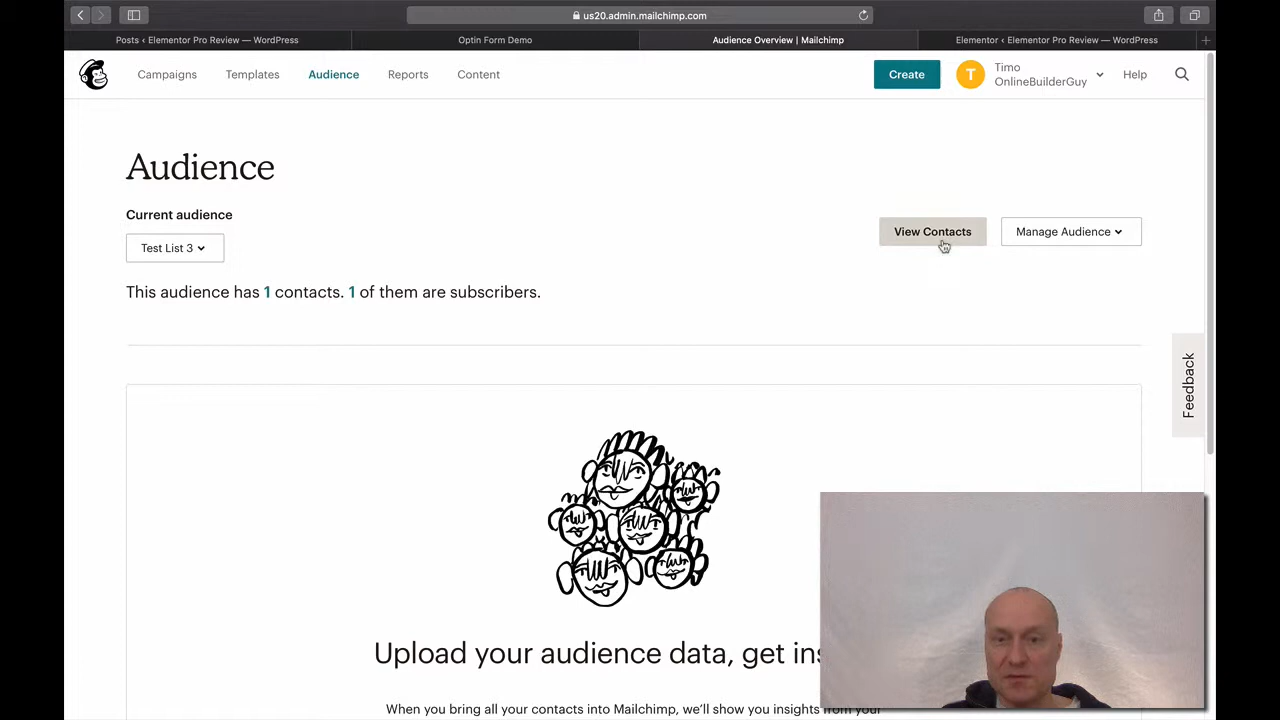 us20.admin.mailchimp.com
Posts ‹ Elementor Pro Review — WordPress
Optin Form Demo
Audience Overview | Mailchimp
Elementor ‹ Elementor Pro Review — WordPress
Campaigns
Templates
Audience
Reports
Content
Create
T
Timo
OnlineBuilderGuy
Help
Audience
Current audience
Test List 3
View Contacts
Manage Audience
This audience has 1 contacts. 1 of them are subscribers.
Feedback
Upload your audience data, get
When you bring all your contacts into Mailchimp, we'll show you insights from your